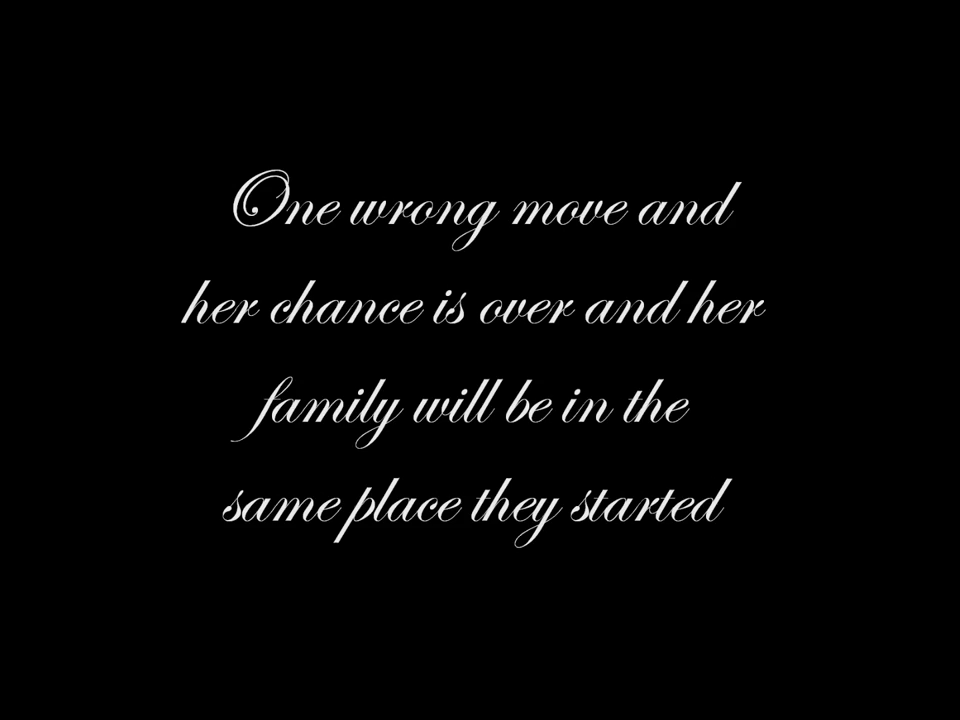 One wrong move and
her chance is over and her
family will be in the
same place they started